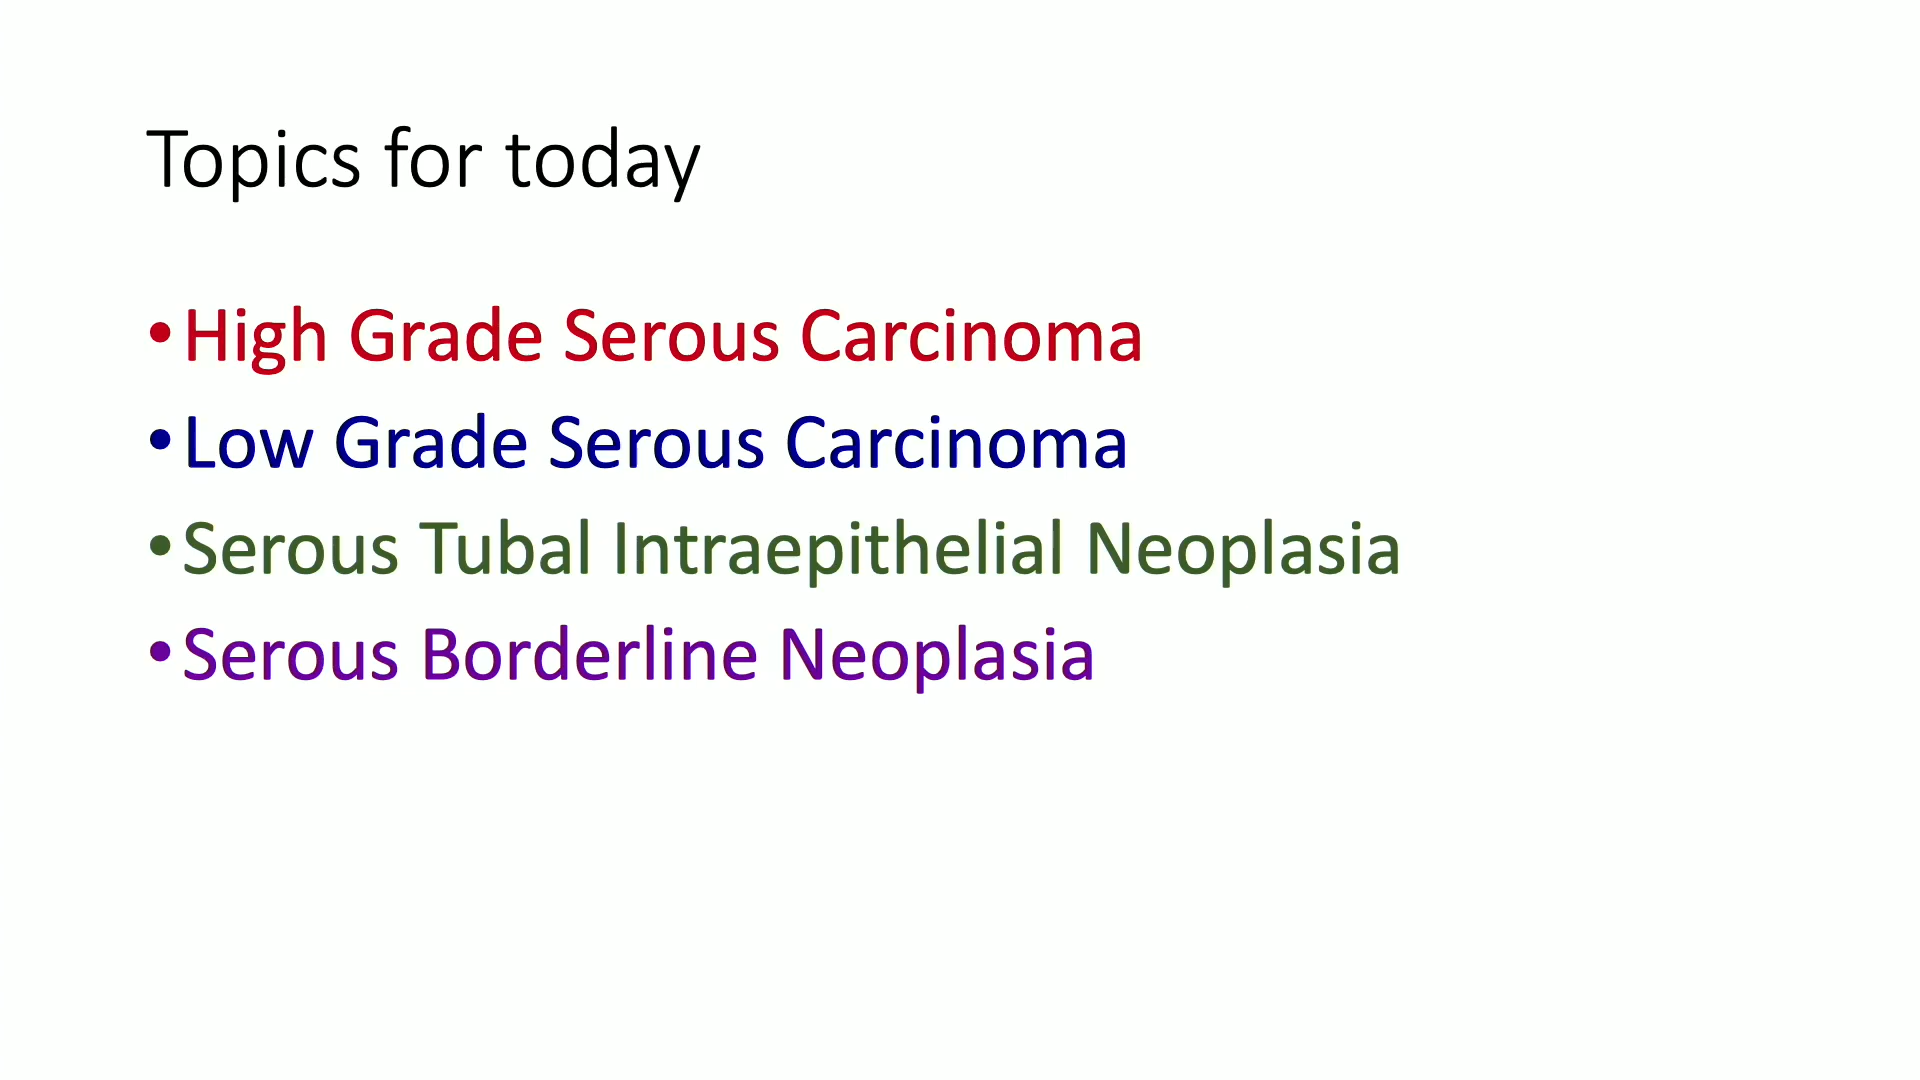 Topics for today
•High Grade Serous Carcinoma
•Low Grade Serous Carcinoma
•Serous Tubal Intraepithelial Neoplasia
•Serous Borderline Neoplasia